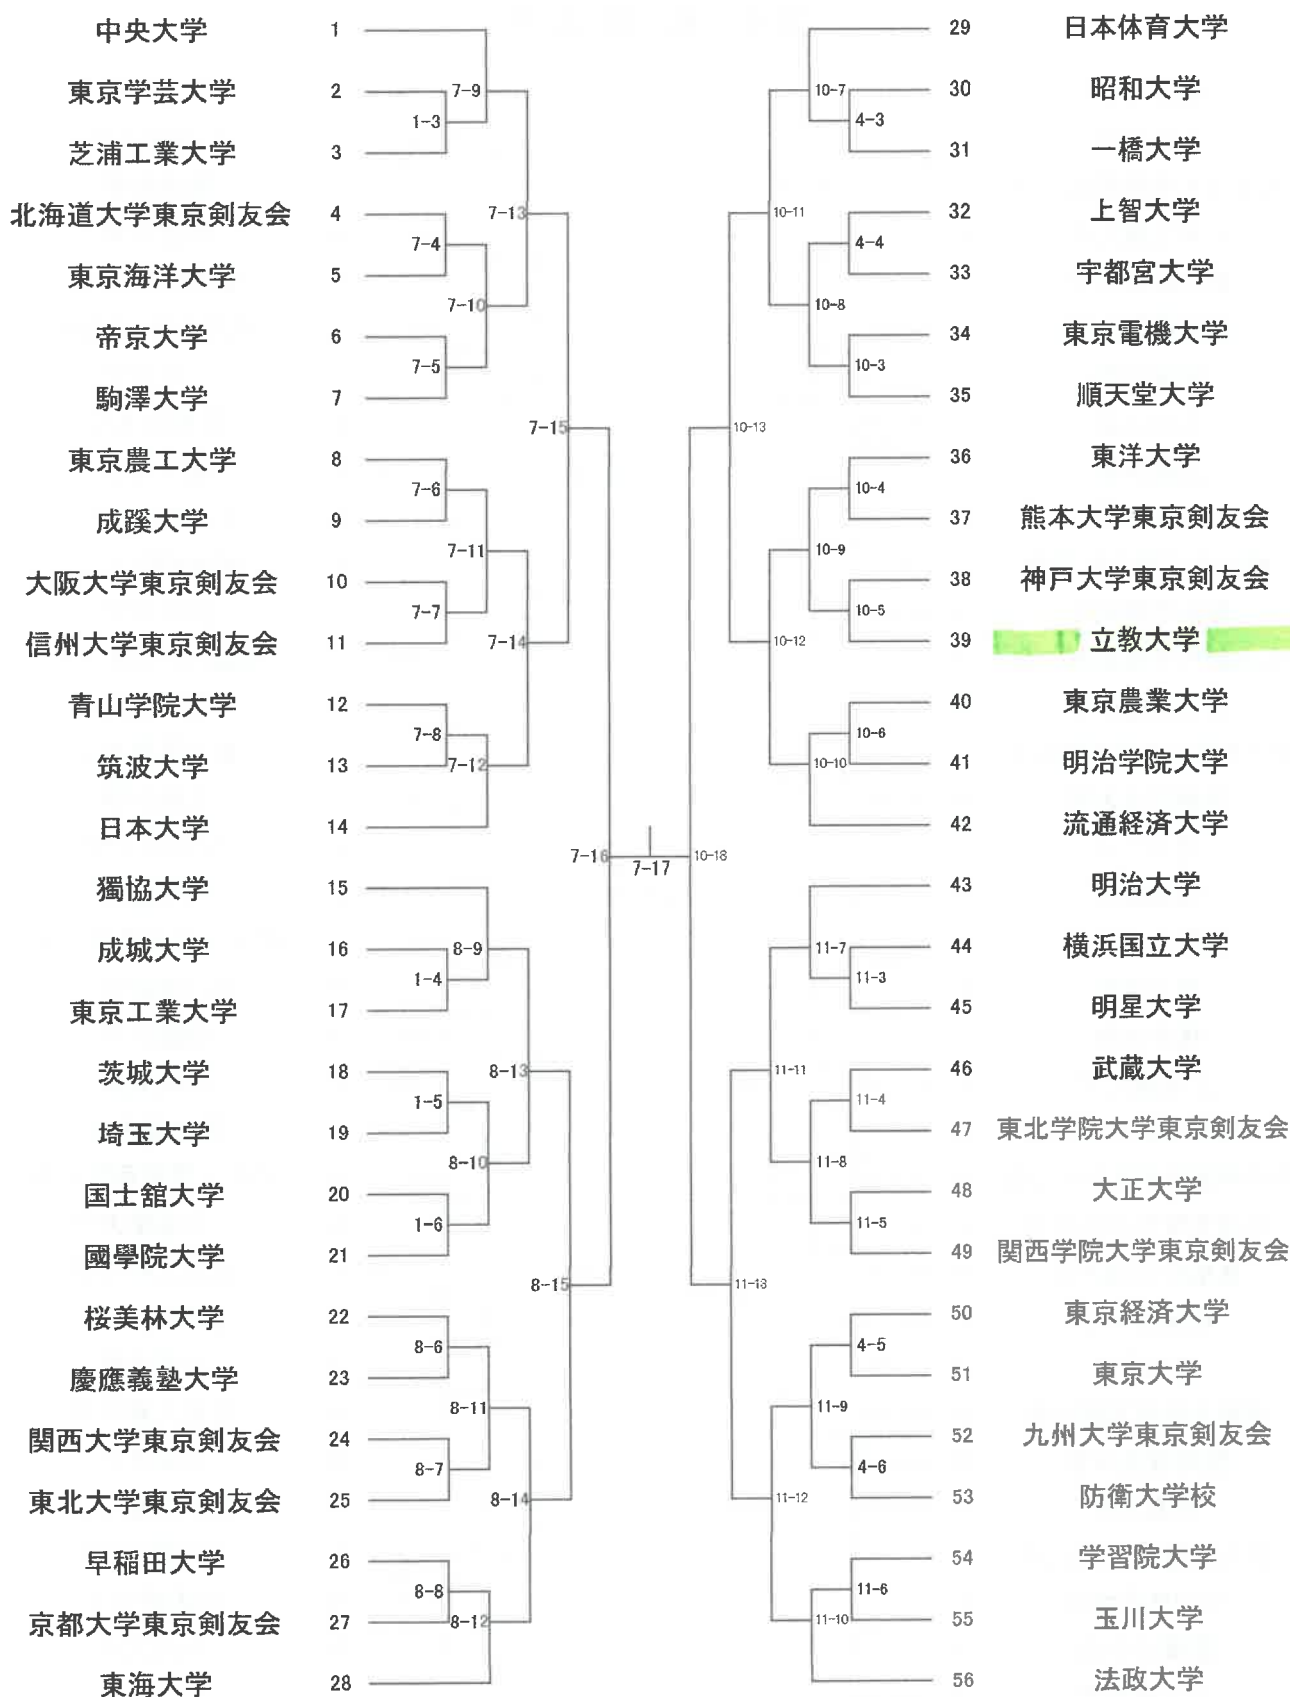 中央大学 1
東京学芸大学 2
芝浦工業大学 3
北海道大学東京剣友会 4
東京海洋大学 5
帝京大学 6
駒澤大学 7
東京農工大学 8
成蹊大学 9
大阪大学東京剣友会 10
信州大学東京剣友会 11
青山学院大学 12
筑波大学 13
日本大学 14
獨協大学 15
成城大学 16
東京工業大学 17
茨城大学 18
埼玉大学 19
国士舘大学 20
國學院大学 21
桜美林大学 22
慶應義塾大学 23
関西大学東京剣友会 24
東北大学東京剣友会 25
早稲田大学 26
京都大学東京剣友会 27
東海大学 28
1-3
7-4
7-5
7-6
7-7
7-8
1-4
1-5
1-6
8-6
8-7
8-8
7-9
7-10
7-11
7-12
8-9
8-10
8-11
8-12
7-13
7-14
8-13
8-14
7-15
8-15
7-16
7-17
10-18
10-13
11-13
10-11
10-12
11-11
11-12
10-7
10-8
10-9
10-10
11-7
11-8
11-9
11-10
4-3
4-4
10-3
10-4
10-5
10-6
11-3
11-4
11-5
4-5
4-6
11-6
29 日本体育大学
30 昭和大学
31 一橋大学
32 上智大学
33 宇都宮大学
34 東京電機大学
35 順天堂大学
36 東洋大学
37 熊本大学東京剣友会
38 神戸大学東京剣友会
39 立教大学
40 東京農業大学
41 明治学院大学
42 流通経済大学
43 明治大学
44 横浜国立大学
45 明星大学
46 武蔵大学
47 東北学院大学東京剣友会
48 大正大学
49 関西学院大学東京剣友会
50 東京経済大学
51 東京大学
52 九州大学東京剣友会
53 防衛大学校
54 学習院大学
55 玉川大学
56 法政大学